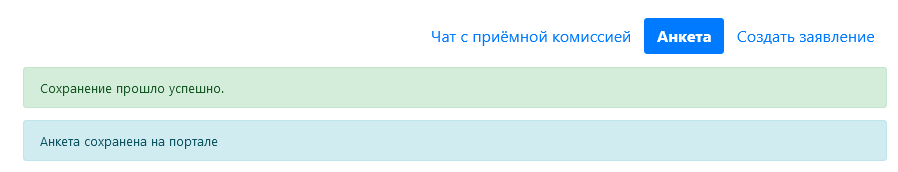 Чат с приёмной комиссией Анкета Создать заявление
Сохранение прошло успешно.
Анкета сохранена на портале